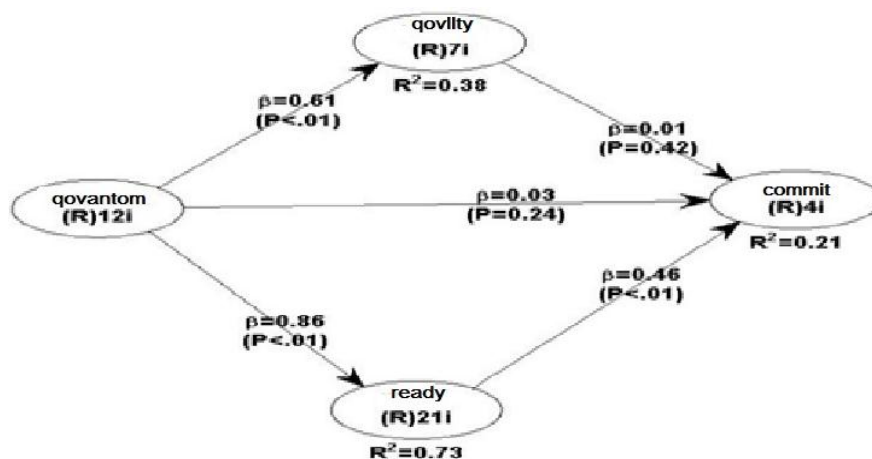 qovllty
(R)7i
R²=0.38
β=0.61
(P<.01)
β=0.01
(P=0.42)
qovantom
(R)12i
β=0.03
(P=0.24)
commit
(R)4i
R²=0.21
β=0.46
(P<.01)
β=0.86
(P<.01)
ready
(R)21i
R²=0.73